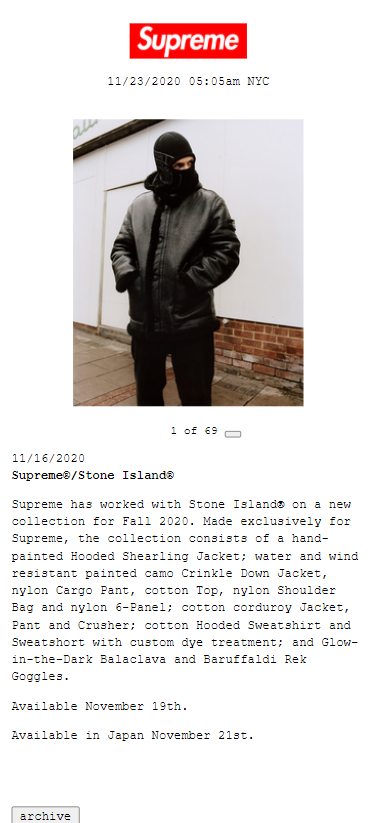 Supreme
11/23/2020 05:05am NYC
1 of 69
11/16/2020
Supreme®/Stone Island®
Supreme has worked with Stone Island® on a new
collection for Fall 2020. Made exclusively for
Supreme, the collection consists of a hand-
painted Hooded Shearling Jacket; water and wind
resistant painted camo Crinkle Down Jacket,
nylon Cargo Pant, cotton Top, nylon Shoulder
Bag and nylon 6-Panel; cotton corduroy Jacket,
Pant and Crusher; cotton Hooded Sweatshirt and
Sweatshort with custom dye treatment; and Glow-
in-the-Dark Balaclava and Baruffaldi Rek
Goggles.
Available November 19th.
Available in Japan November 21st.
archive